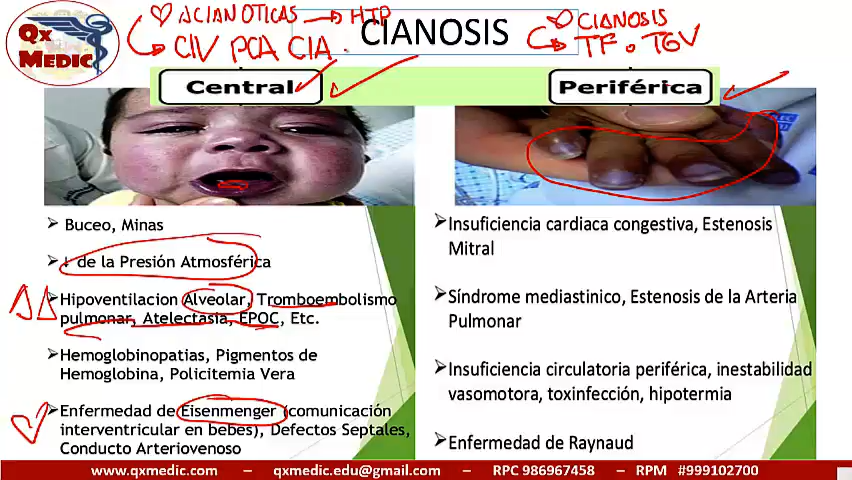 Qx
MEDIC
ACIANOTICAS → HTP
CIV PCA CIA.
CIANOSIS
CIANOSIS
TF. TGV
Central
Periférica
Buceo, Minas
↓ de la Presión Atmosférica
Hipoventilacion Alveolar, Tromboembolismo
pulmonar, Atelectasia, EPOC, Etc.
Hemoglobinopatias, Pigmentos de
Hemoglobina, Policitemia Vera
Enfermedad de Eisenmenger (comunicación
interventricular en bebes), Defectos Septales,
Conducto Arteriovenoso
Insuficiencia cardiaca congestiva, Estenosis
Mitral
Síndrome mediastinico, Estenosis de la Arteria
Pulmonar
Insuficiencia circulatoria periférica, inestabilidad
vasomotora, toxinfección, hipotermia
Enfermedad de Raynaud
www.qxmedic.com – qxmedic.edu@gmail.com – RPC 986967458 – RPM #999102700